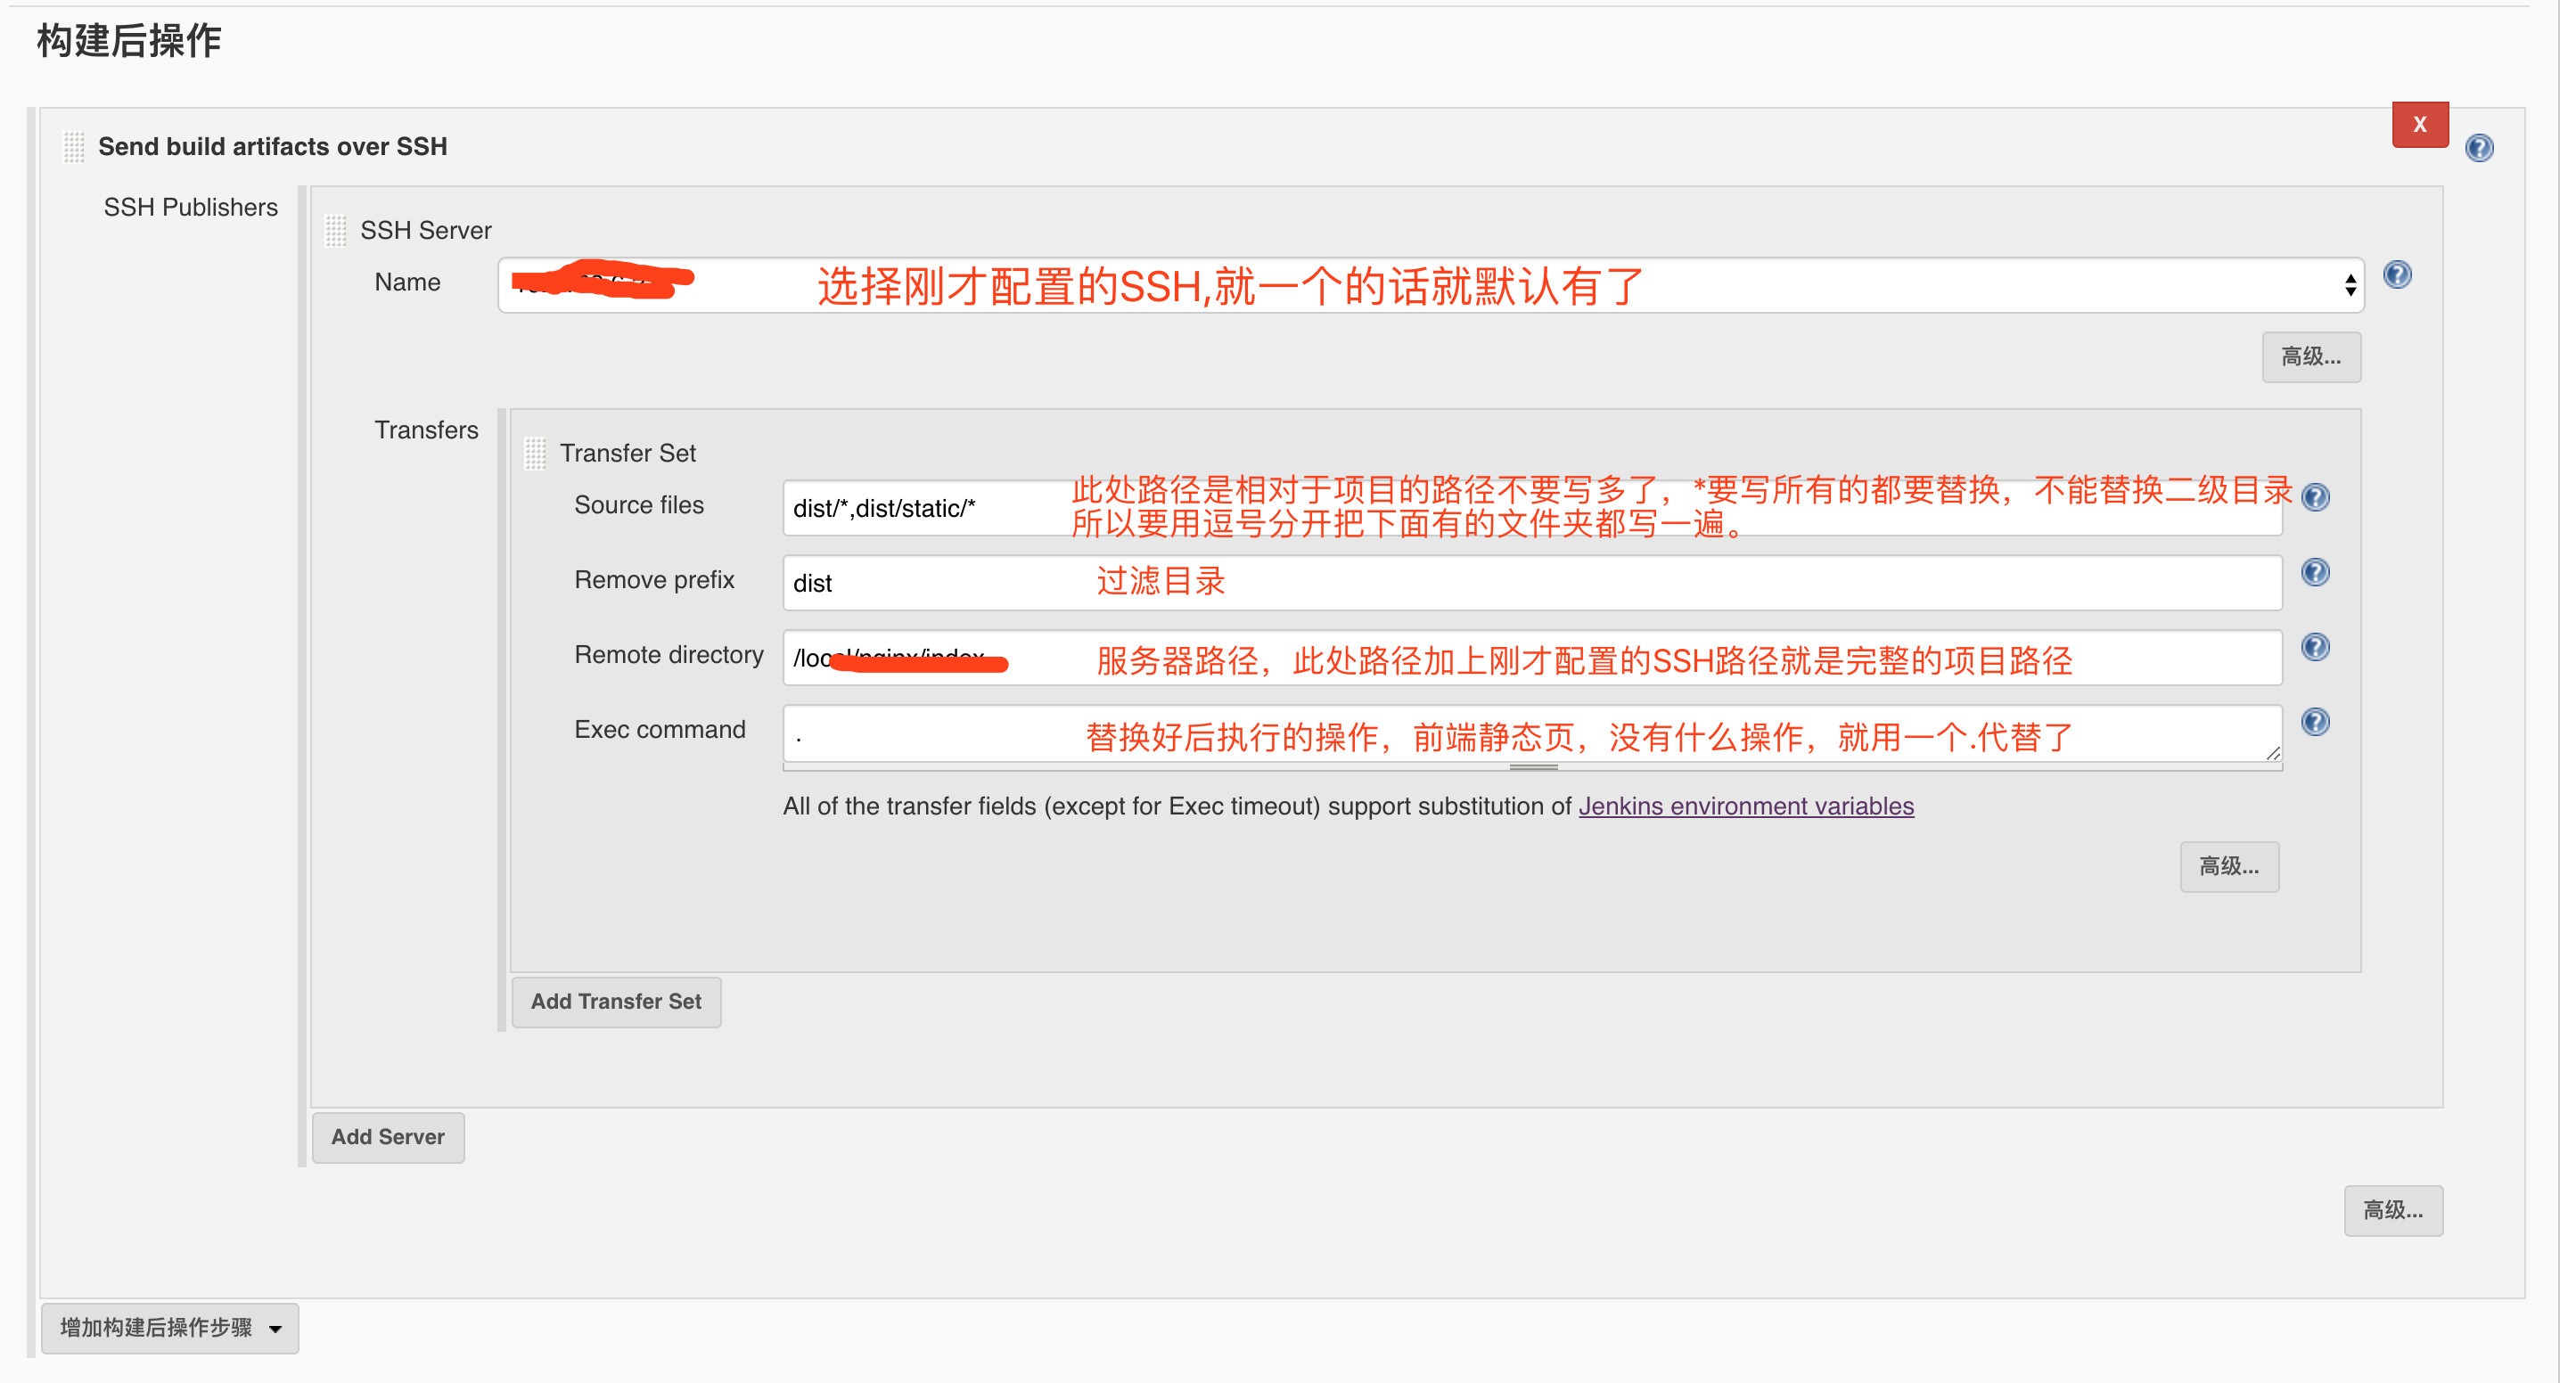 构建后操作
Send build artifacts over SSH
X
SSH Publishers
SSH Server
Name
选择刚才配置的SSH,就一个的话就默认有了
高级...
Transfers
Transfer Set
Source files
dist/*,dist/static/*
此处路径是相对于项目的路径不要写多了，*要写所有的都要替换，不能替换二级目录
所以要用逗号分开把下面有的文件夹都写一遍。
Remove prefix
dist
过滤目录
Remote directory
/local/nginx/index
服务器路径，此处路径加上刚才配置的SSH路径就是完整的项目路径
Exec command
.
替换好后执行的操作，前端静态页，没有什么操作，就用一个.代替了
All of the transfer fields (except for Exec timeout) support substitution of Jenkins environment variables
高级...
Add Transfer Set
Add Server
高级...
增加构建后操作步骤